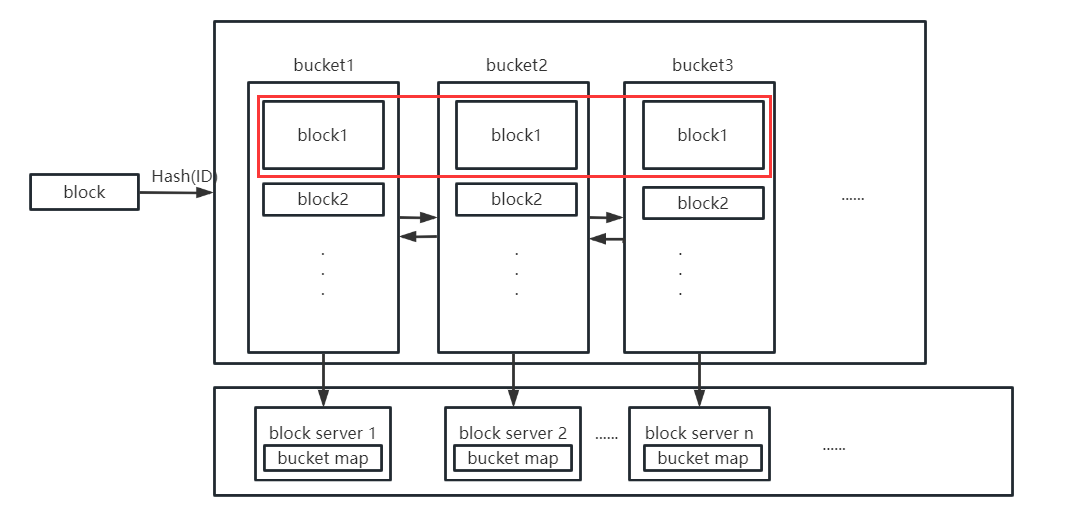 bucket1 bucket2 bucket3
block1 block1 block1
Hash(ID)
block
block2 block2 block2
......
.
.
.
.
.
.
.
.
.
block server 1 block server 2 ...... block server n
......
bucket map bucket map bucket map